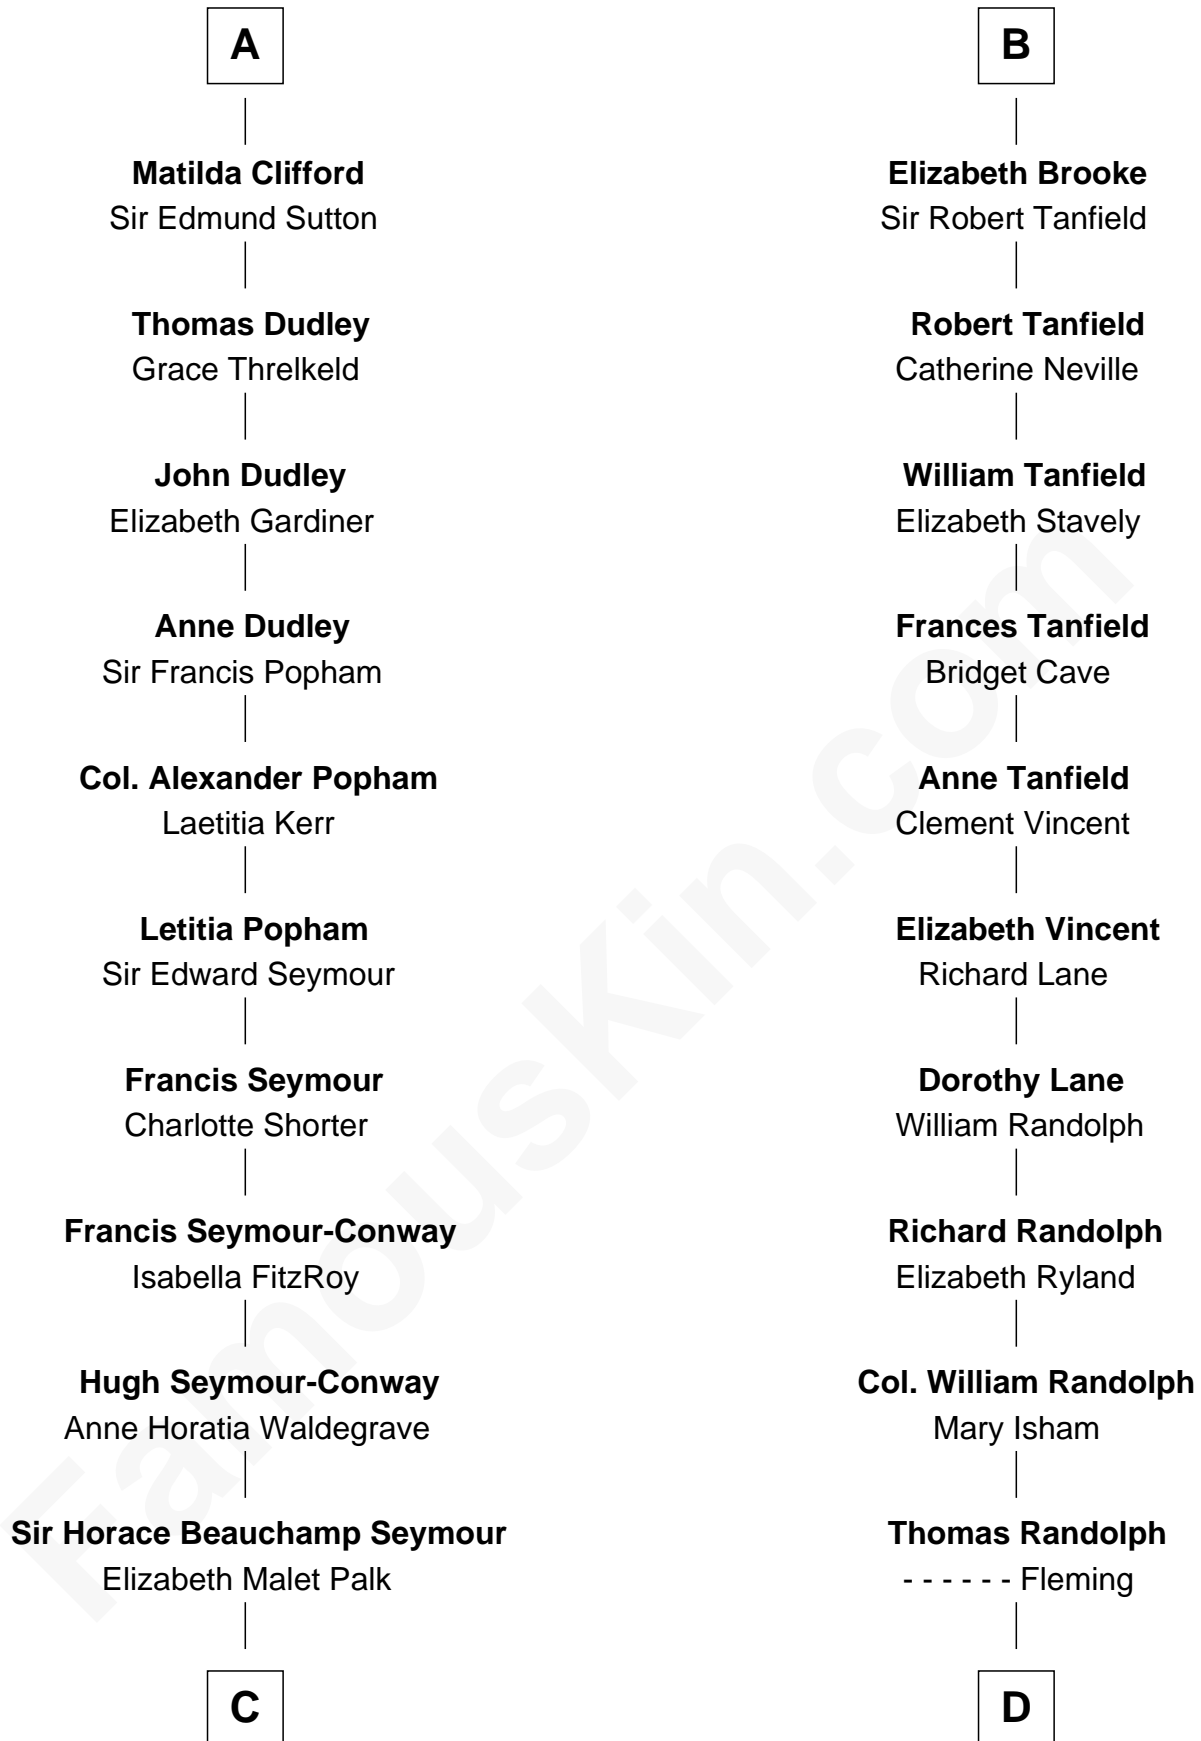 A
Matilda Clifford
Sir Edmund Sutton
Thomas Dudley
Grace Threlkeld
John Dudley
Elizabeth Gardiner
Anne Dudley
Sir Francis Popham
Col. Alexander Popham
Laetitia Kerr
Letitia Popham
Sir Edward Seymour
Francis Seymour
Charlotte Shorter
Francis Seymour-Conway
Isabella FitzRoy
Hugh Seymour-Conway
Anne Horatia Waldegrave
Sir Horace Beauchamp Seymour
Elizabeth Malet Palk
C
B
Elizabeth Brooke
Sir Robert Tanfield
Robert Tanfield
Catherine Neville
William Tanfield
Elizabeth Stavely
Frances Tanfield
Bridget Cave
Anne Tanfield
Clement Vincent
Elizabeth Vincent
Richard Lane
Dorothy Lane
William Randolph
Richard Randolph
Elizabeth Ryland
Col. William Randolph
Mary Isham
Thomas Randolph
- - - - - - Fleming
D
FamousKin.com